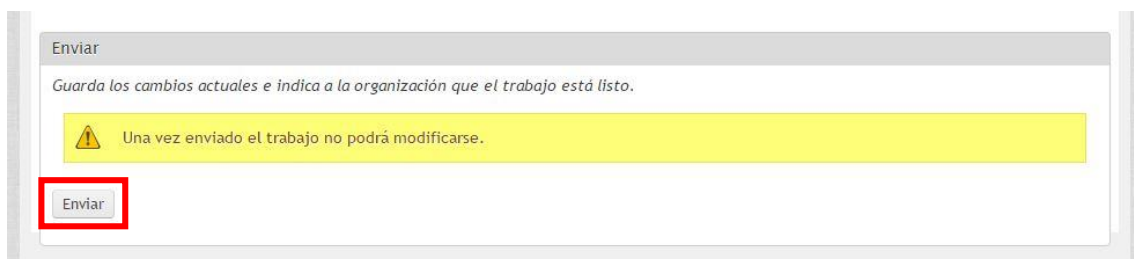 Enviar
Guarda los cambios actuales e indica a la organización que el trabajo está listo.
Una vez enviado el trabajo no podrá modificarse.
Enviar